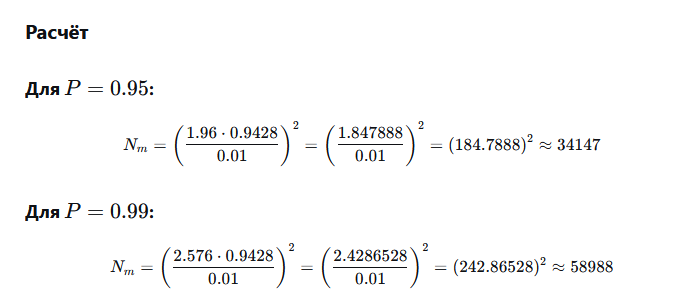 Расчёт
Для P = 0.95:
N_m = (1.96 · 0.9428 / 0.01)^2 = (1.847888 / 0.01)^2 = (184.7888)^2 ≈ 34147
Для P = 0.99:
N_m = (2.576 · 0.9428 / 0.01)^2 = (2.4286528 / 0.01)^2 = (242.86528)^2 ≈ 58988